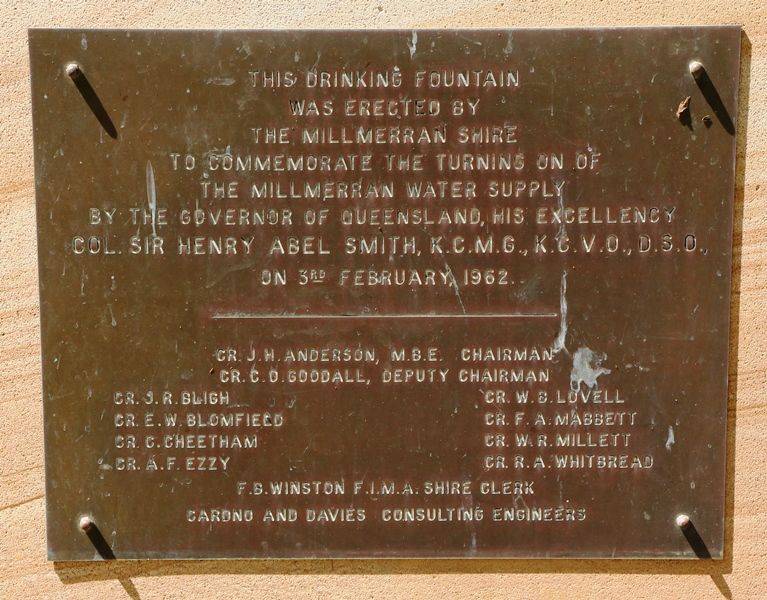 THIS DRINKING FOUNTAIN
WAS ERECTED BY
THE MILLMERRAN SHIRE
TO COMMEMORATE THE TURNING ON OF
THE MILLMERRAN WATER SUPPLY
BY THE GOVERNOR OF QUEENSLAND, HIS EXCELLENCY
COL. SIR HENRY ABEL SMITH, K.C.M.G., K.C.V.O., D.S.O.,
ON 3RD FEBRUARY, 1962.
CR. J.H. ANDERSON, M.B.E. CHAIRMAN
CR. C.O. GOODALL, DEPUTY CHAIRMAN
CR. J.R. BLIGH CR. W.B. LOVELL
CR. E.W. BLOMFIELD CR. F.A. MABBETT
CR. C. CHEETHAM CR. W.R. MILLETT
CR. A.F. EZZY CR. R.A. WHITBREAD
F.B. WINSTON F.I.M.A. SHIRE CLERK
CARDNO AND DAVIES CONSULTING ENGINEERS